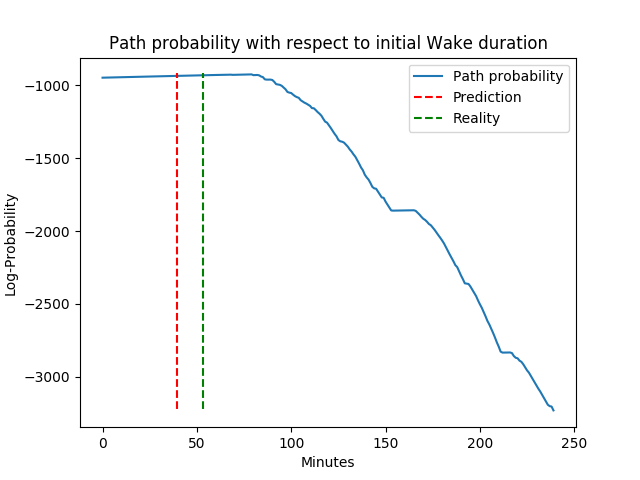 Path probability with respect to initial Wake duration
Path probability
Prediction
Reality
Log-Probability
−1000
−1500
−2000
−2500
−3000
0 50 100 150 200 250
Minutes